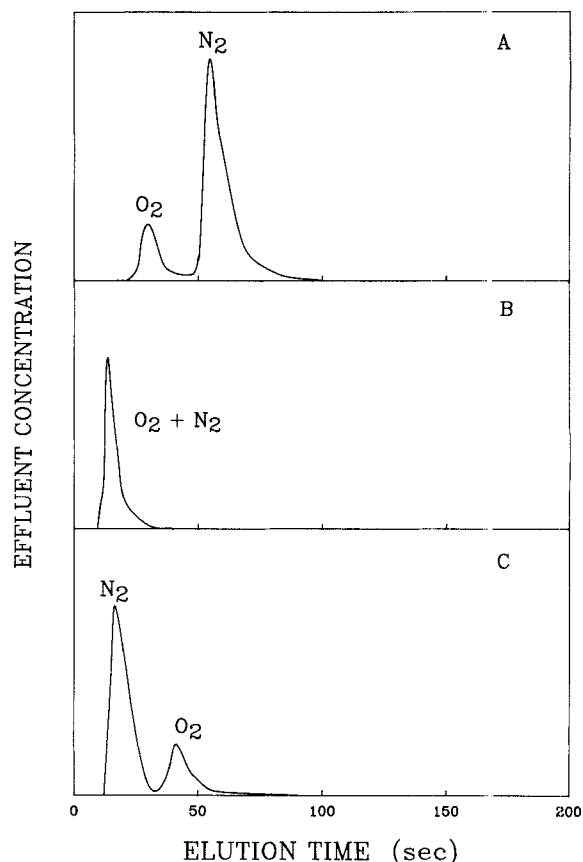 A
N2
O2
B
O2 + N2
C
N2
O2
EFFLUENT CONCENTRATION
0 50 100 150 200
ELUTION TIME (sec)